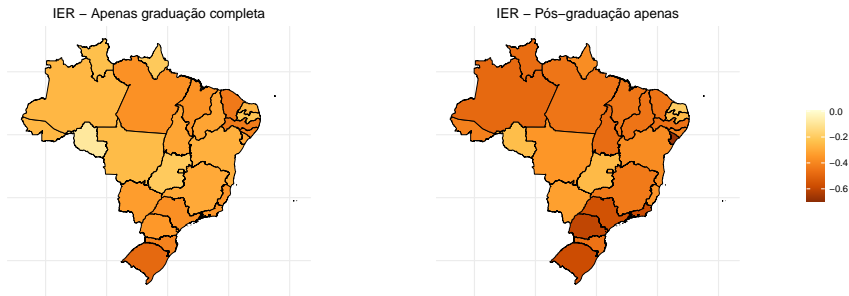 IER − Apenas graduação completa
IER − Pós−graduação apenas
0.0
−0.2
−0.4
−0.6